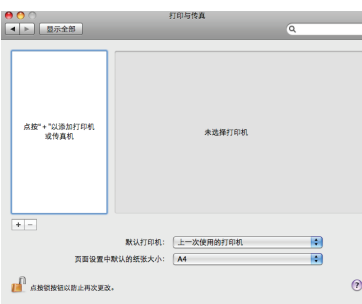 打印与传真
显示全部
点按“+”以添加打印机
或传真机
未选择打印机
+ −
默认打印机: 上一次使用的打印机
页面设置中默认的纸张大小: A4
点按锁按钮以防止再次更改。
?